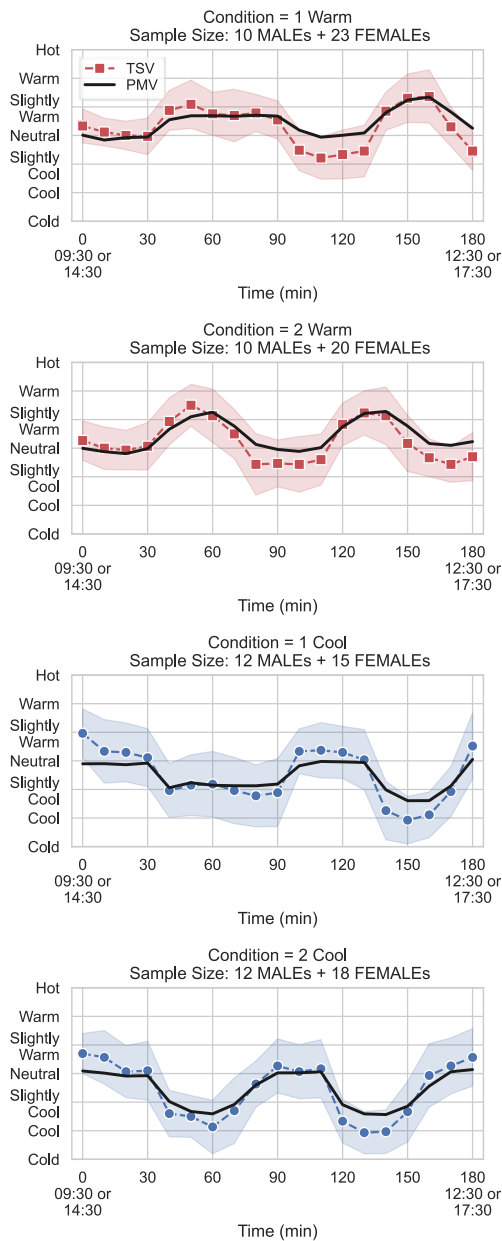 Condition = 1 Warm
Sample Size: 10 MALEs + 23 FEMALEs
Hot
Warm
Slightly
Warm
Neutral
Slightly
Cool
Cool
Cold
TSV
PMV
0 30 60 90 120 150 180
09:30 or 12:30 or
14:30 17:30
Time (min)
Condition = 2 Warm
Sample Size: 10 MALEs + 20 FEMALEs
Hot
Warm
Slightly
Warm
Neutral
Slightly
Cool
Cool
Cold
0 30 60 90 120 150 180
09:30 or 12:30 or
14:30 17:30
Time (min)
Condition = 1 Cool
Sample Size: 12 MALEs + 15 FEMALEs
Hot
Warm
Slightly
Warm
Neutral
Slightly
Cool
Cool
Cold
0 30 60 90 120 150 180
09:30 or 12:30 or
14:30 17:30
Time (min)
Condition = 2 Cool
Sample Size: 12 MALEs + 18 FEMALEs
Hot
Warm
Slightly
Warm
Neutral
Slightly
Cool
Cool
Cold
0 30 60 90 120 150 180
09:30 or 12:30 or
14:30 17:30
Time (min)